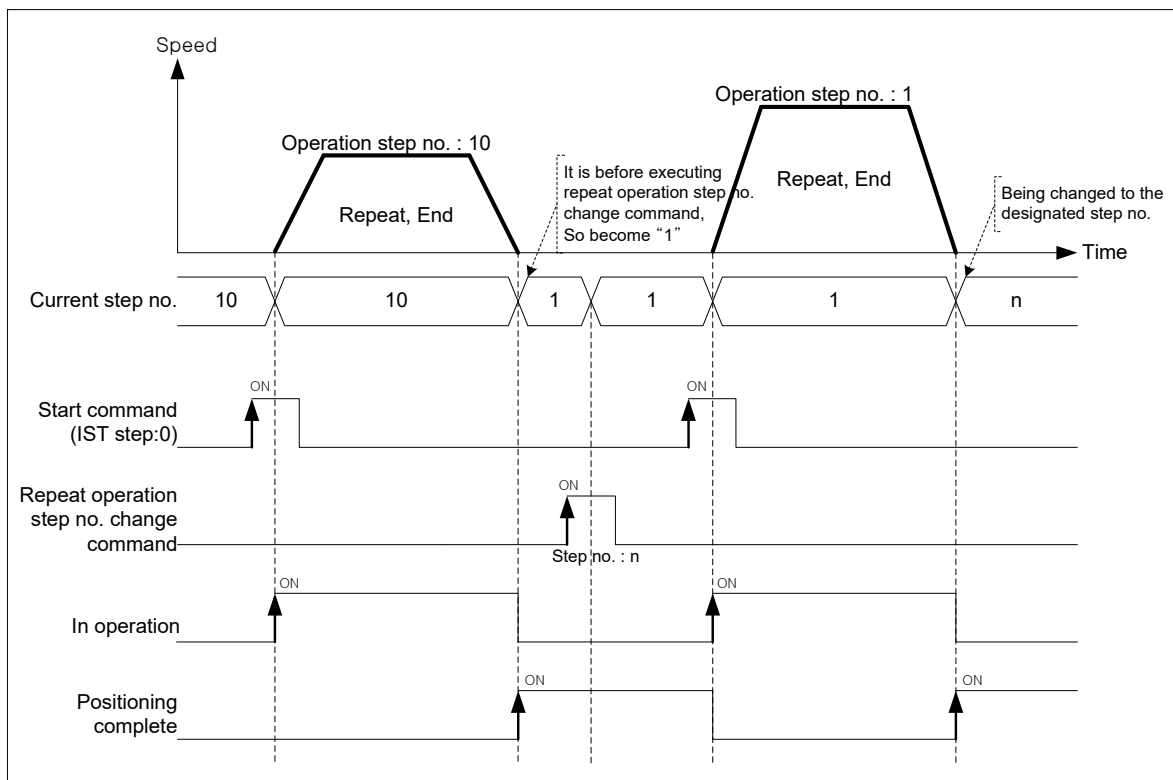 Speed
Operation step no. : 1
Operation step no. : 10
It is before executing
repeat operation step no.
change command,
So become “1”
Repeat, End
Repeat, End
Being changed to the
designated step no.
Time
Current step no.
10
10
1
1
1
n
ON
ON
Start command
(IST step:0)
ON
Repeat operation
step no. change
command
Step no. : n
ON
ON
In operation
ON
ON
Positioning
complete